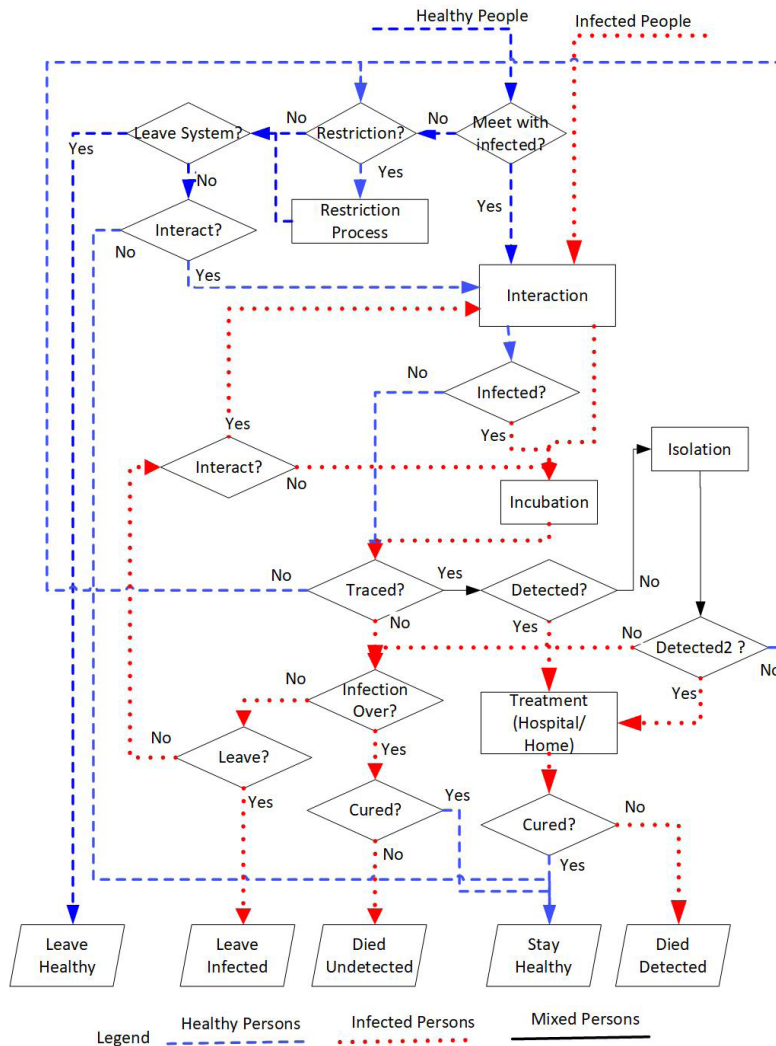 Healthy People
Infected People
Leave System?
No
Restriction?
No
Meet with
infected?
Yes
No
Yes
Yes
Restriction
Process
Interact?
No
Yes
Interaction
No
Infected?
Yes
Yes
Interact?
No
Isolation
Incubation
No
Traced?
Yes
Detected?
No
No
Yes
No
Detected2 ?
No
No
Infection
Over?
Yes
Treatment
(Hospital/
Home)
No
Leave?
Yes
Yes
Cured?
Yes
Cured?
No
No
Yes
Leave
Healthy
Leave
Infected
Died
Undetected
Stay
Healthy
Died
Detected
Legend
Healthy Persons
Infected Persons
Mixed Persons